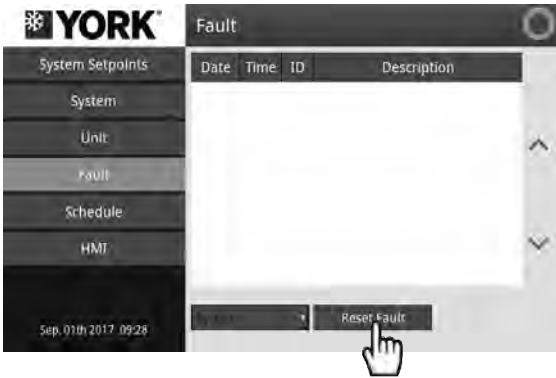 YORK
Fault
System Setpoints
Date Time ID Description
System
Unit
Fault
Schedule
HMI
Sep. 01th 2017 09:28
Reset Fault